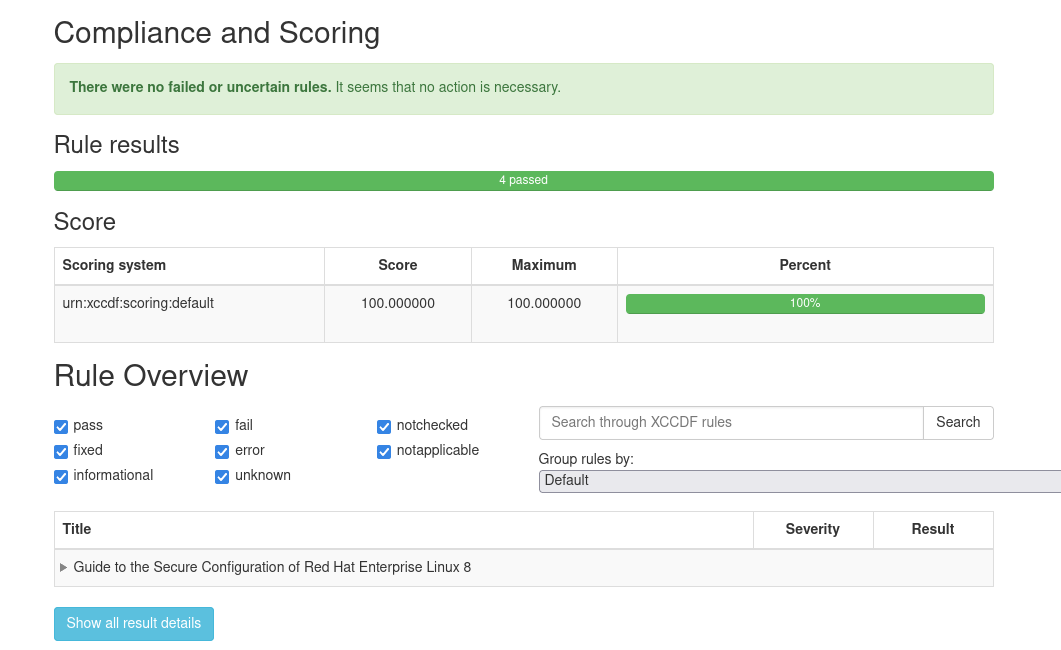 Compliance and Scoring
There were no failed or uncertain rules. It seems that no action is necessary.
Rule results
4 passed
Score
Scoring system Score Maximum Percent
urn:xccdf:scoring:default 100.000000 100.000000 100%
Rule Overview
pass fail notchecked
fixed error notapplicable
informational unknown
Search through XCCDF rules Search
Group rules by:
Default
Title Severity Result
Guide to the Secure Configuration of Red Hat Enterprise Linux 8
Show all result details